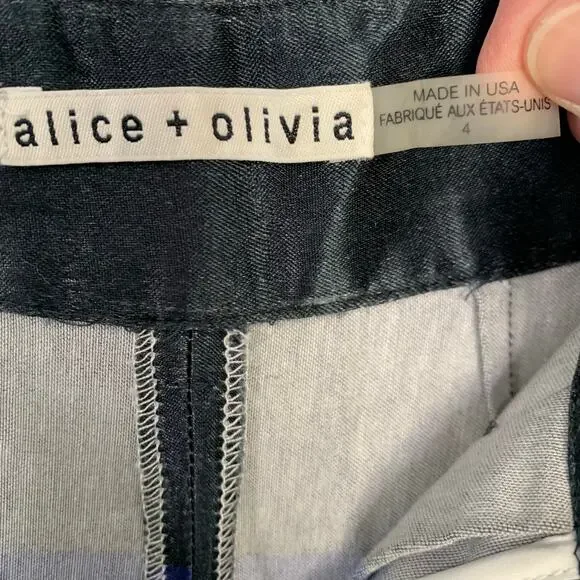 alice + olivia
MADE IN USA
FABRIQUÉ AUX ÉTATS-UNIS
4